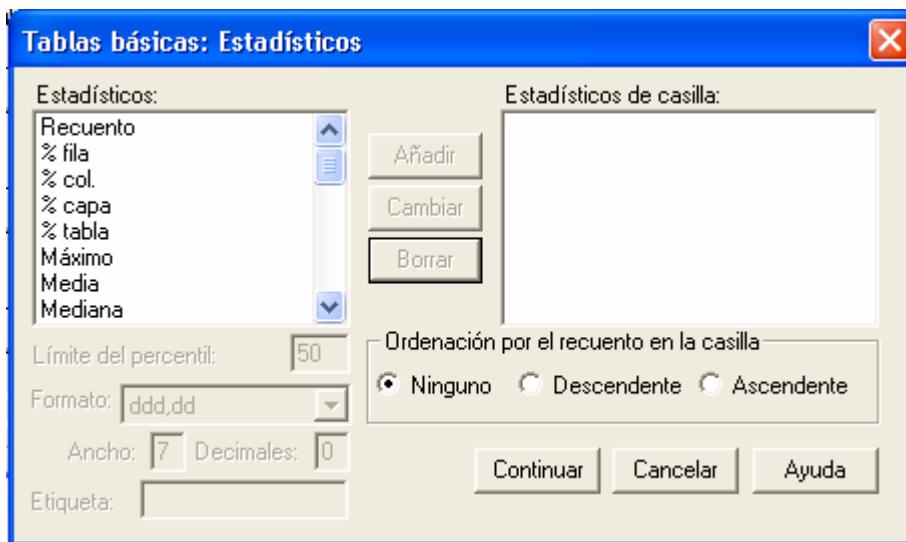 Tablas básicas: Estadísticos
Estadísticos:
Recuento
% fila
% col.
% capa
% tabla
Máximo
Media
Mediana
Añadir
Cambiar
Borrar
Estadísticos de casilla:
Límite del percentil: 50
Formato: ddd,dd
Ancho: 7 Decimales: 0
Etiqueta:
Ordenación por el recuento en la casilla
Ninguno Descendente Ascendente
Continuar Cancelar Ayuda